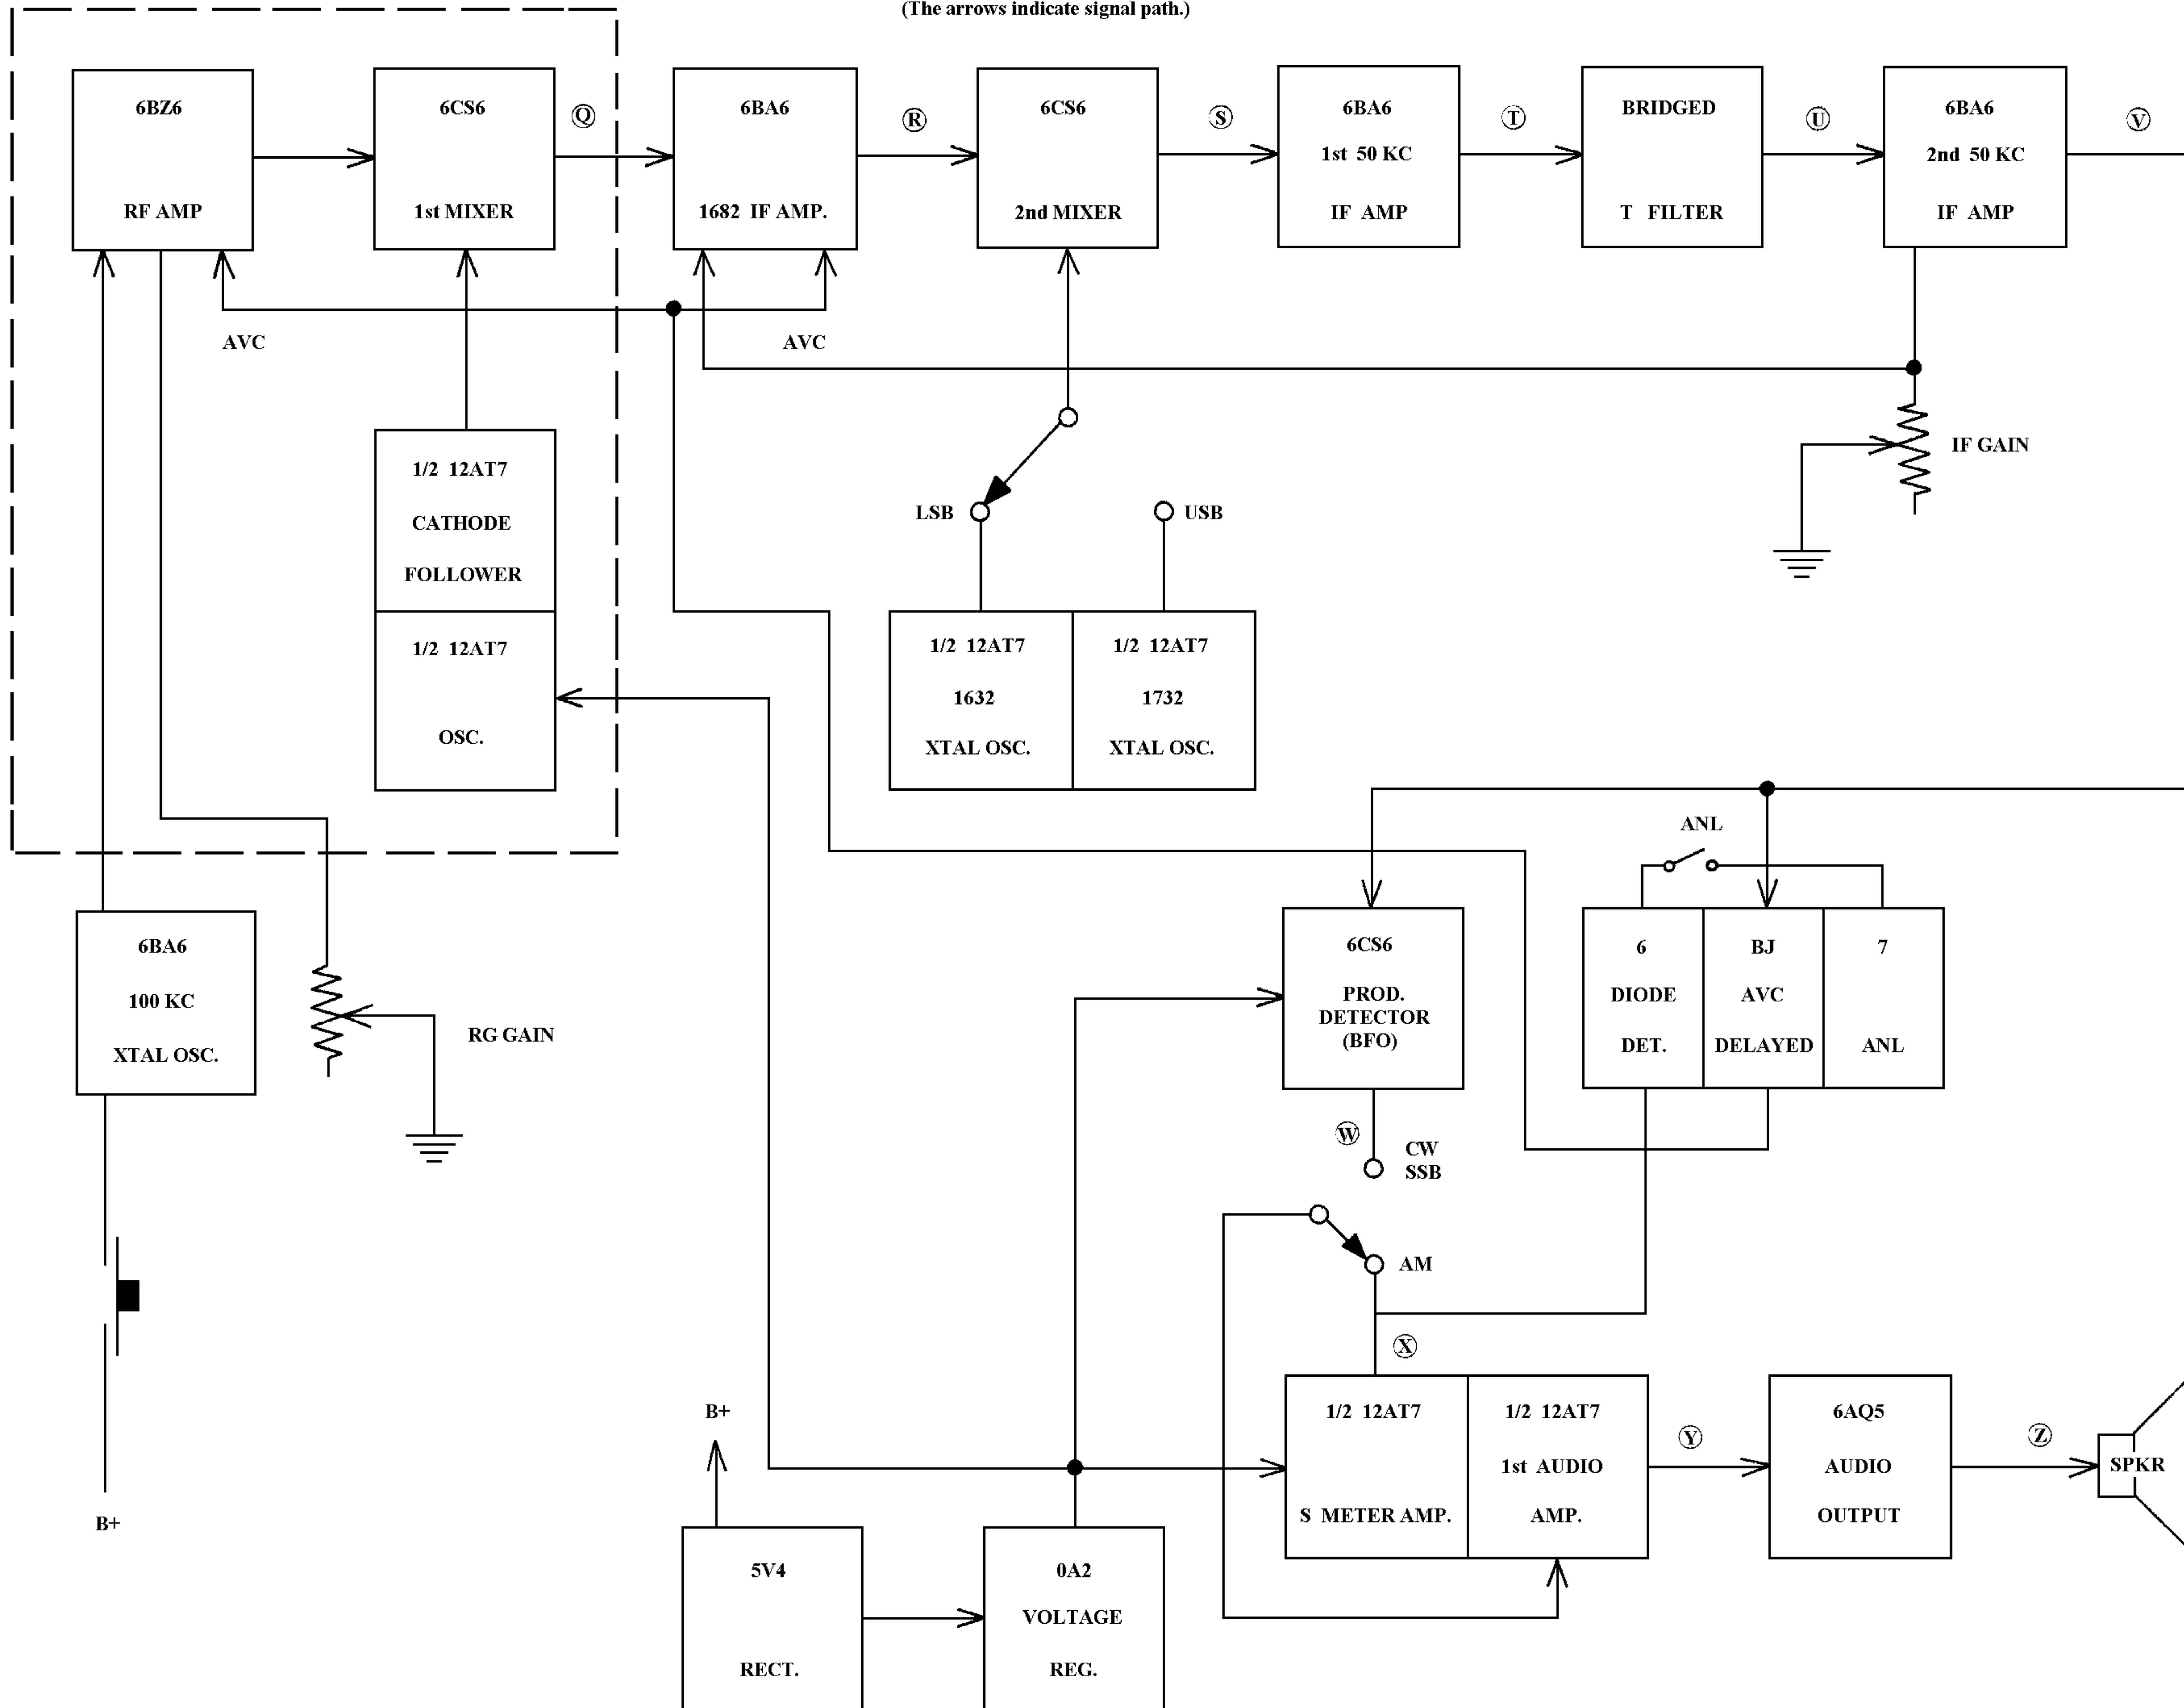 (The arrows indicate signal path.)
6BZ6
RF AMP
6CS6
1st MIXER
Q
6BA6
1682 IF AMP.
R
6CS6
2nd MIXER
S
6BA6
1st 50 KC
IF AMP
T
BRIDGED
T FILTER
U
6BA6
2nd 50 KC
IF AMP
V
AVC
AVC
IF GAIN
1/2 12AT7
CATHODE
FOLLOWER
LSB
USB
1/2 12AT7
OSC.
1/2 12AT7
1632
XTAL OSC.
1/2 12AT7
1732
XTAL OSC.
ANL
6BA6
100 KC
XTAL OSC.
RG GAIN
6CS6
PROD.
DETECTOR
(BFO)
6
DIODE
DET.
BJ
AVC
DELAYED
7
ANL
W
CW
SSB
AM
X
B+
1/2 12AT7
S METER AMP.
1/2 12AT7
1st AUDIO
AMP.
Y
6AQ5
AUDIO
OUTPUT
Z
SPKR
B+
5V4
RECT.
0A2
VOLTAGE
REG.